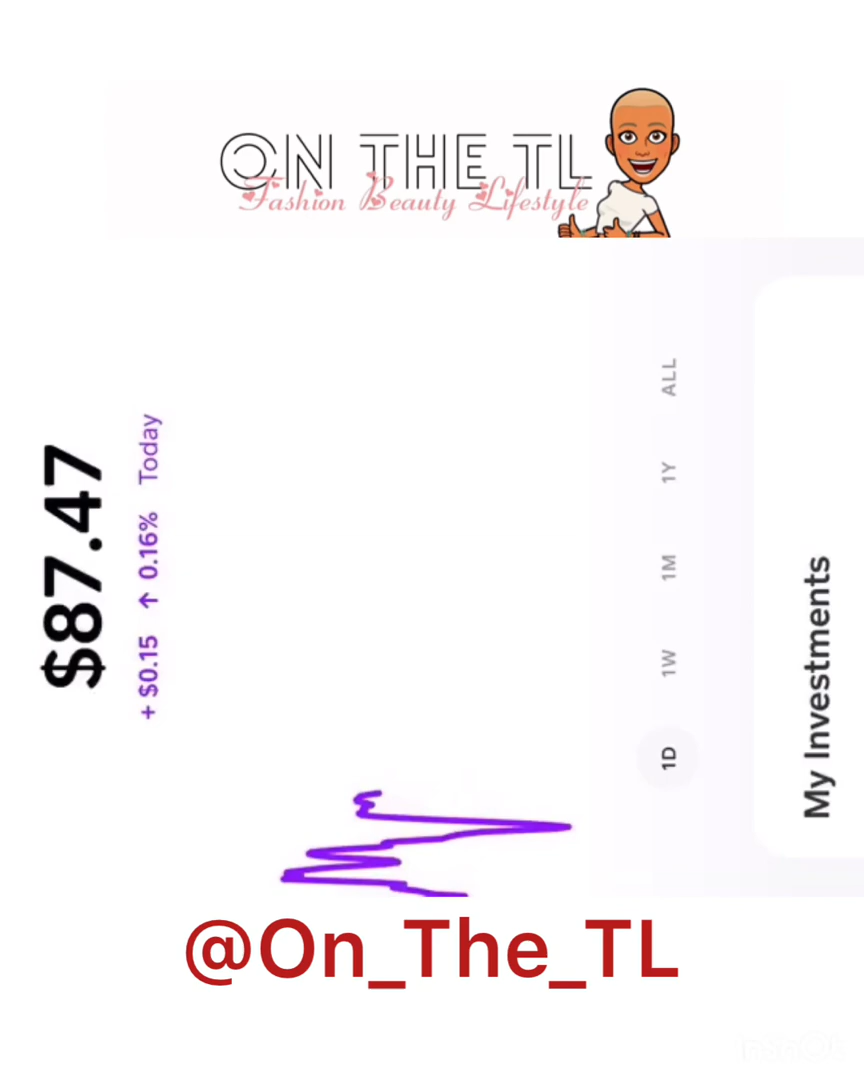 ON THE TL
Fashion Beauty Lifestyle
$87.47
+ $0.15 ↑ 0.16% Today
1D 1W 1M 1Y ALL
My Investments
@On_The_TL